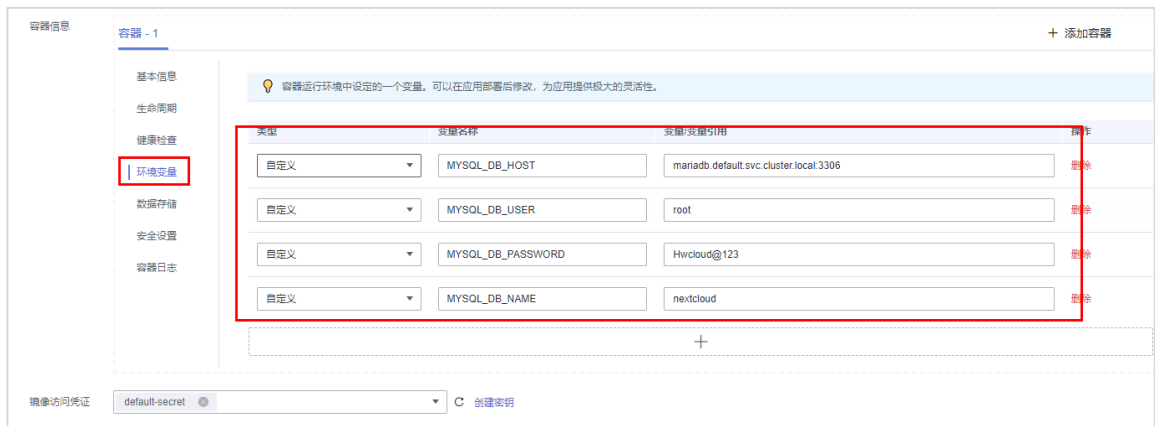 容器信息
容器 - 1
+ 添加容器
基本信息
生命周期
健康检查
环境变量
数据存储
安全设置
容器日志
容器运行环境中设定的一个变量。可以在应用部署后修改，为应用提供极大的灵活性。
类型 变量名称 变量/变量引用 操作
自定义 MYSQL_DB_HOST mariadb.default.svc.cluster.local:3306 删除
自定义 MYSQL_DB_USER root 删除
自定义 MYSQL_DB_PASSWORD Hwcloud@123 删除
自定义 MYSQL_DB_NAME nextcloud 删除
+
镜像访问凭证 default-secret 创建密钥